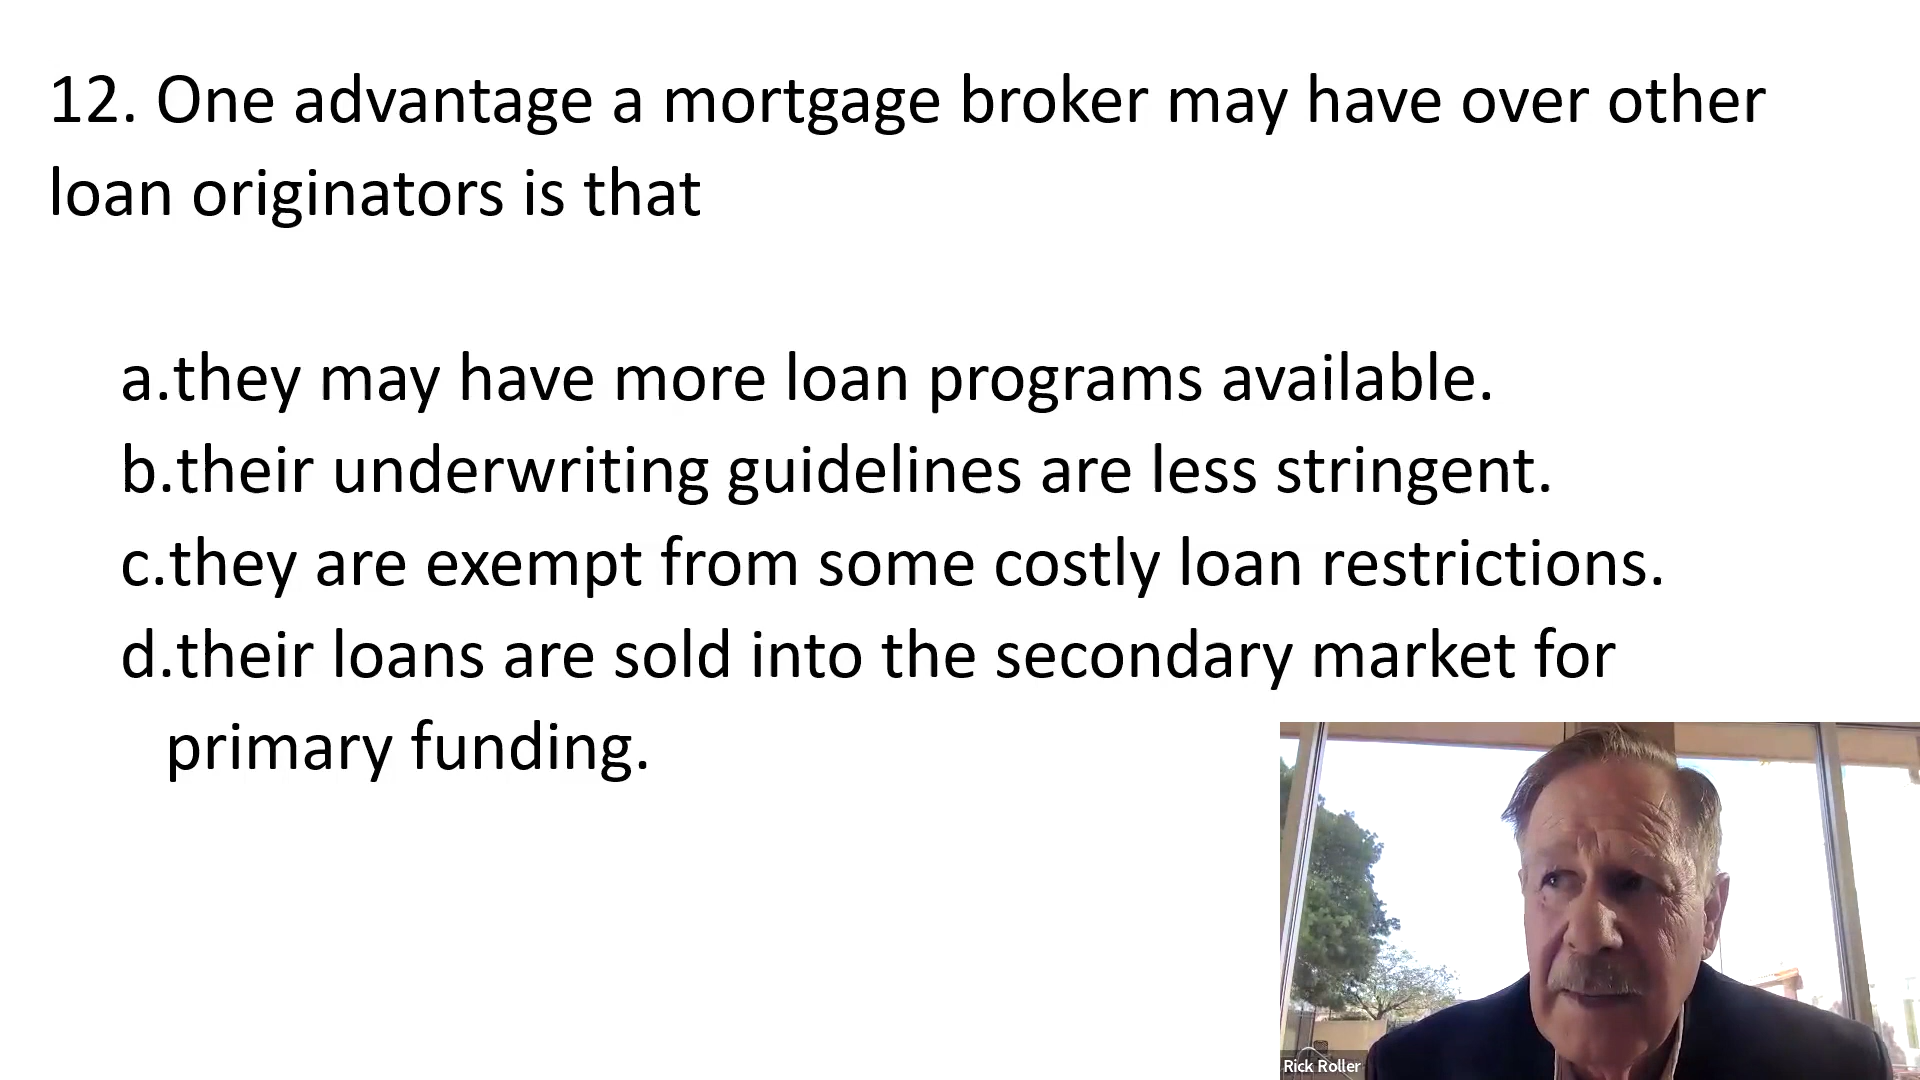 12. One advantage a mortgage broker may have over other
loan originators is that
a.they may have more loan programs available.
b.their underwriting guidelines are less stringent.
c.they are exempt from some costly loan restrictions.
d.their loans are sold into the secondary market for
primary funding.
Rick Roller